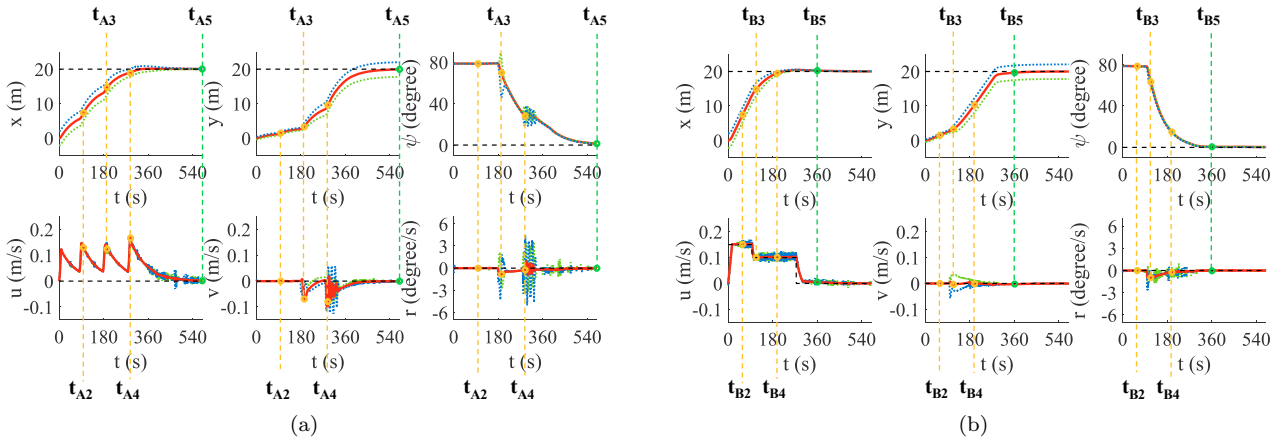 tA3 tA5 tA3 tA5 tA3 tA5 tB3 tB5 tB3 tB5 tB3 tB5
x (m) 20 10 0 0 180 360 540 t (s)
y (m) 20 10 0 0 180 360 540 t (s)
ψ (degree) 80 40 0 0 180 360 540 t (s)
x (m) 20 10 0 0 180 360 540 t (s)
y (m) 20 10 0 0 180 360 540 t (s)
ψ (degree) 80 40 0 0 180 360 540 t (s)
u (m/s) 0.2 0.1 0 -0.1 0 180 360 540 t (s)
v (m/s) 0.2 0.1 0 -0.1 0 180 360 540 t (s)
r (degree/s) 6 3 0 -3 -6 0 180 360 540 t (s)
u (m/s) 0.2 0.1 0 -0.1 0 180 360 540 t (s)
v (m/s) 0.2 0.1 0 -0.1 0 180 360 540 t (s)
r (degree/s) 6 3 0 -3 -6 0 180 360 540 t (s)
tA2 tA4 tA2 tA4 tA2 tA4 tB2 tB4 tB2 tB4 tB2 tB4
(a) (b)